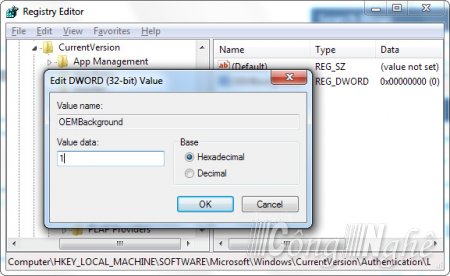 Registry Editor
File Edit View Favorites Help
CurrentVersion
App Management
Name Type Data
(Default) REG_SZ (value not set)
REG_DWORD 0x00000000 (0)
Edit DWORD (32-bit) Value
Value name:
OEMBackground
Value data:
1
Base
Hexadecimal
Decimal
OK Cancel
PLAP Providers
Công Nghệ
Computer\HKEY_LOCAL_MACHINE\SOFTWARE\Microsoft\Windows\CurrentVersion\Authentication\L